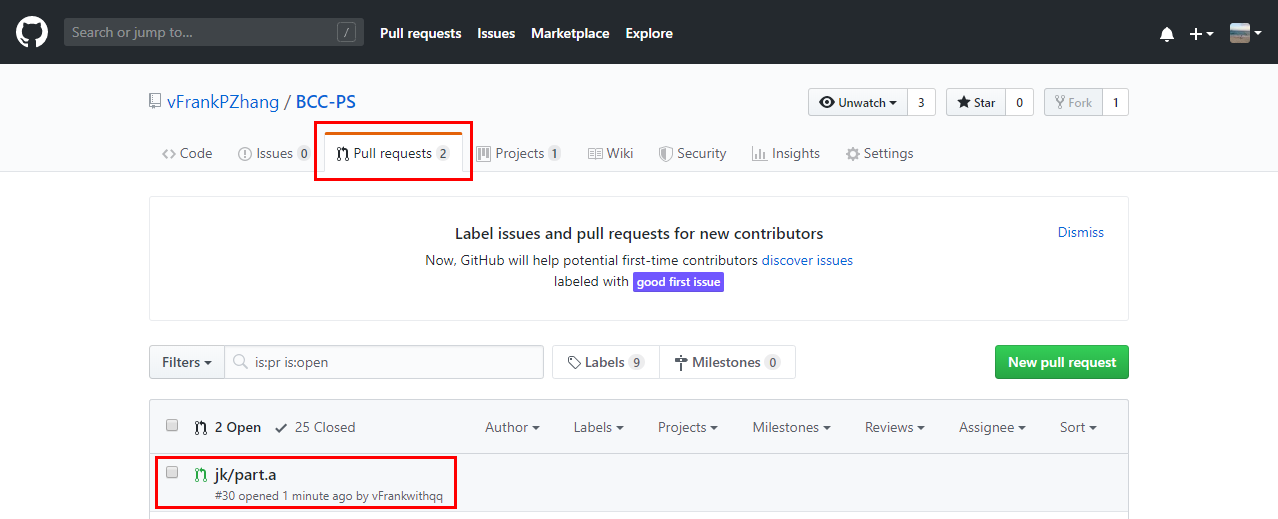 Search or jump to... / Pull requests Issues Marketplace Explore
vFrankPZhang / BCC-PS Unwatch 3 Star 0 Fork 1
Code Issues 0 Pull requests 2 Projects 1 Wiki Security Insights Settings
Label issues and pull requests for new contributors Dismiss
Now, GitHub will help potential first-time contributors discover issues
labeled with good first issue
Filters is:pr is:open Labels 9 Milestones 0 New pull request
2 Open 25 Closed Author Labels Projects Milestones Reviews Assignee Sort
jk/part.a
#30 opened 1 minute ago by vFrankwithqq